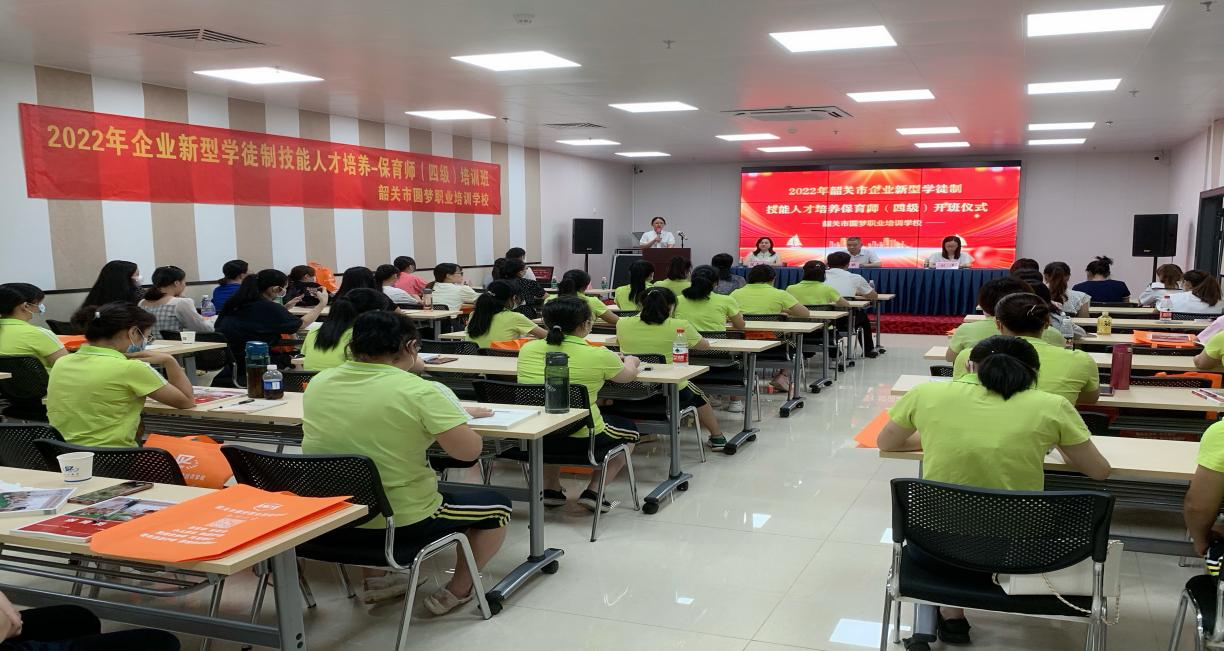 2022年企业新型学徒制技能人才培养-保育师（四级）培训班
韶关市圆梦职业培训学校
2022年韶关市企业新型学徒制
技能人才培养保育师（四级）开班仪式
韶关市圆梦职业培训学校